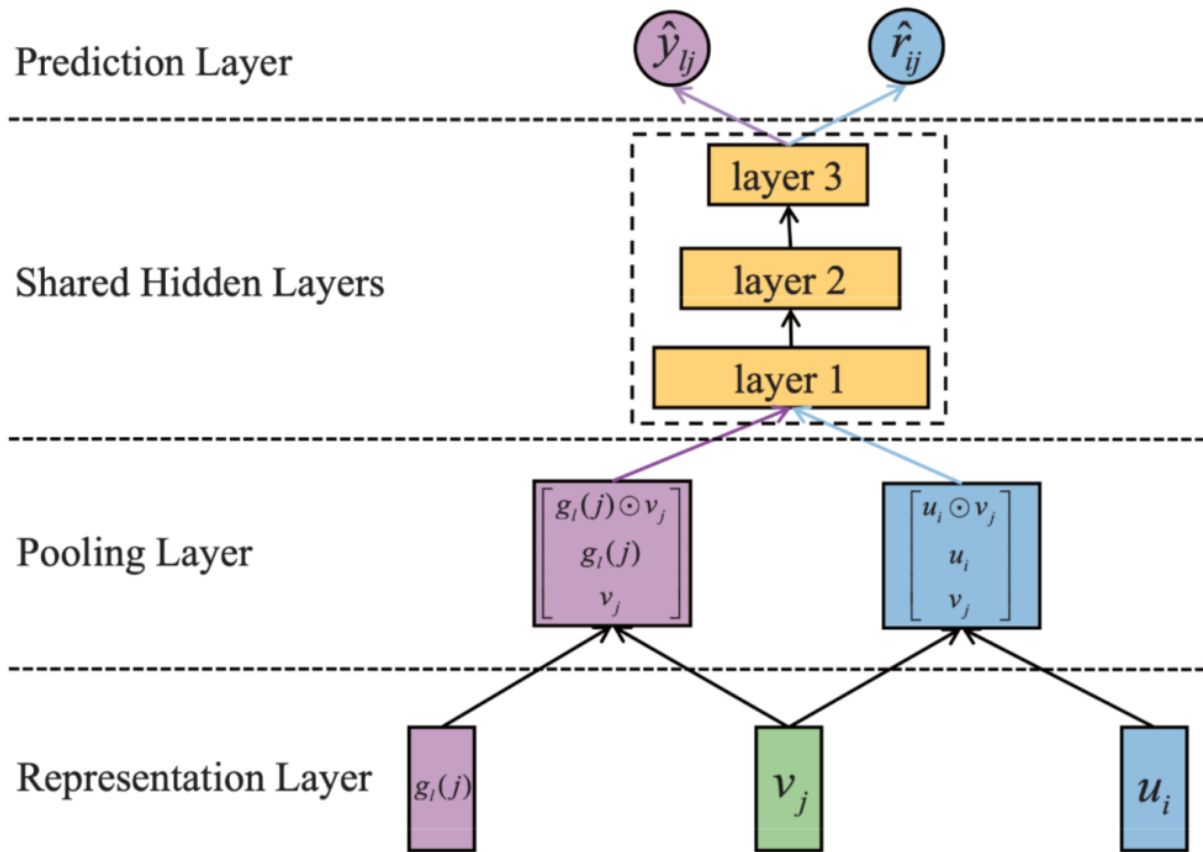 Prediction Layer
ŷ_lj
r̂_ij
Shared Hidden Layers
layer 3
layer 2
layer 1
Pooling Layer
g_l(j) ⊙ v_j
g_l(j)
v_j
u_i ⊙ v_j
u_i
v_j
Representation Layer
g_l(j)
v_j
u_i